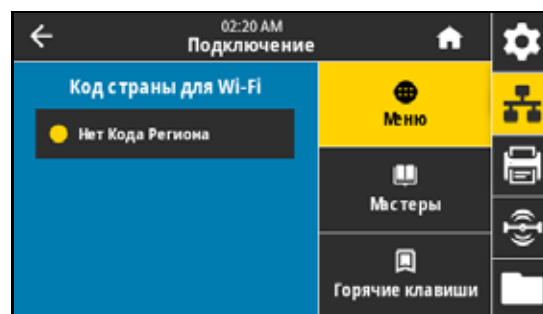 02:20 AM
Подключение
Код страны для Wi-Fi
Нет Кода Региона
Меню
Мастеры
Горячие клавиши